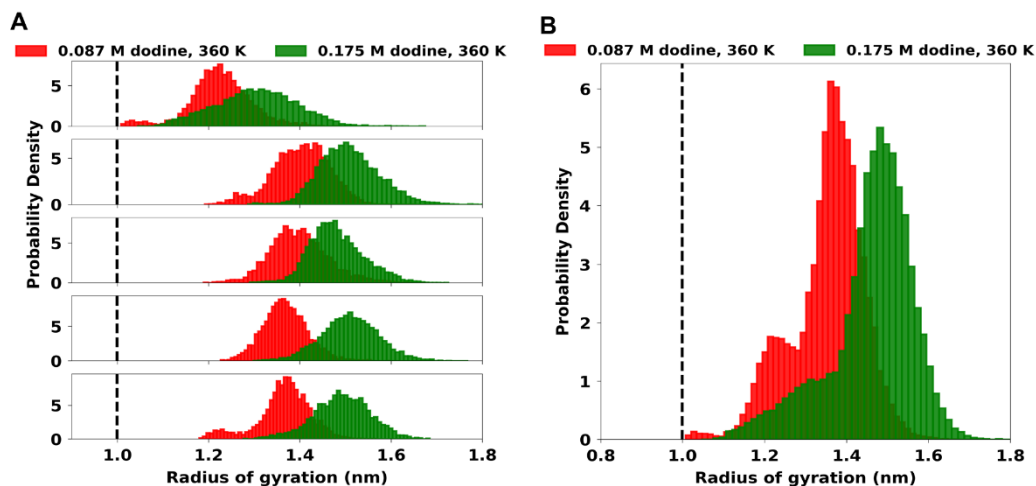 A
B
0.087 M dodine, 360 K 0.175 M dodine, 360 K
0.087 M dodine, 360 K 0.175 M dodine, 360 K
Probability Density
5
0
5
0
5
0
5
0
5
0
1.0 1.2 1.4 1.6 1.8
Radius of gyration (nm)
Probability Density
6
5
4
3
2
1
0
0.8 1.0 1.2 1.4 1.6 1.8
Radius of gyration (nm)